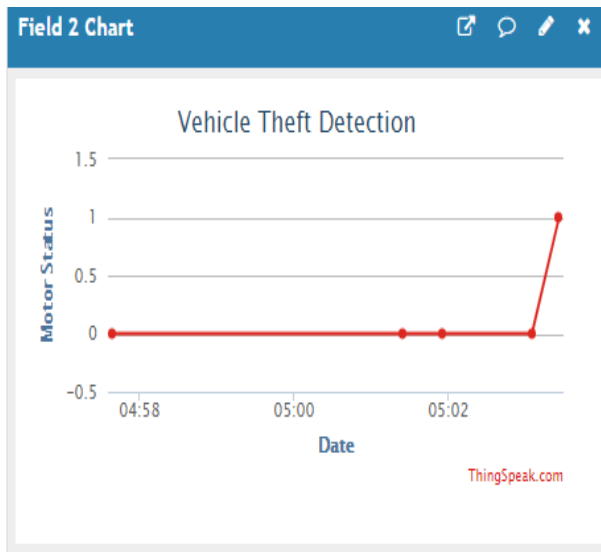 Field 2 Chart
Vehicle Theft Detection
1.5
1
0.5
0
-0.5
Motor Status
04:58 05:00 05:02
Date
ThingSpeak.com